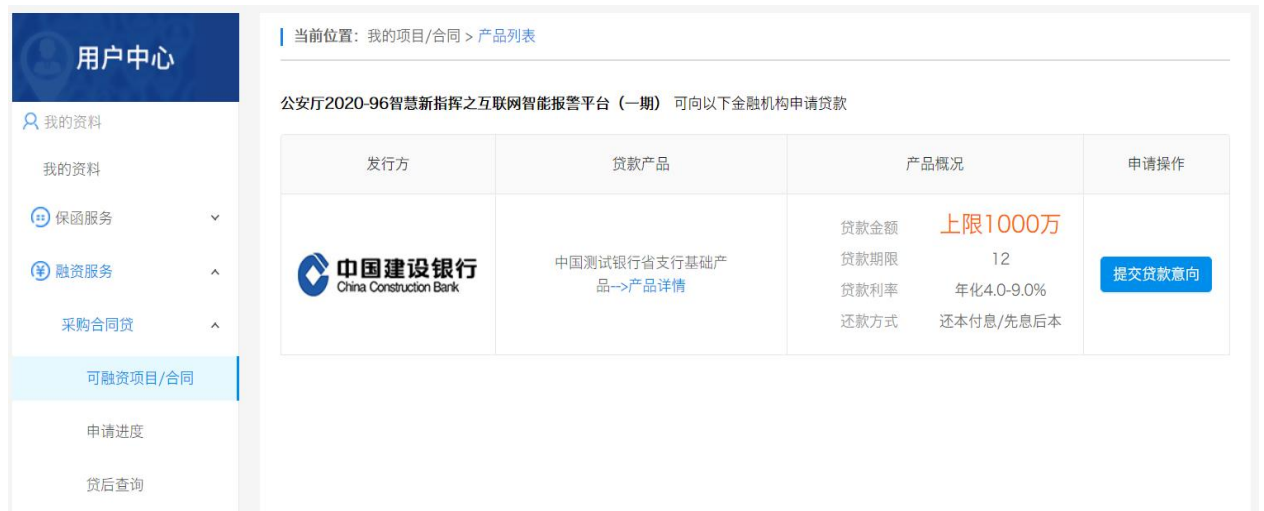 用户中心
我的资料
我的资料
保函服务
融资服务
采购合同贷
可融资项目/合同
申请进度
贷后查询
当前位置：我的项目/合同 > 产品列表
公安厅2020-96智慧新指挥之互联网智能报警平台（一期） 可向以下金融机构申请贷款
发行方 贷款产品 产品概况 申请操作
中国建设银行
China Construction Bank
中国测试银行省支行基础产
品-->产品详情
贷款金额 上限1000万
贷款期限 12
贷款利率 年化4.0-9.0%
还款方式 还本付息/先息后本
提交贷款意向